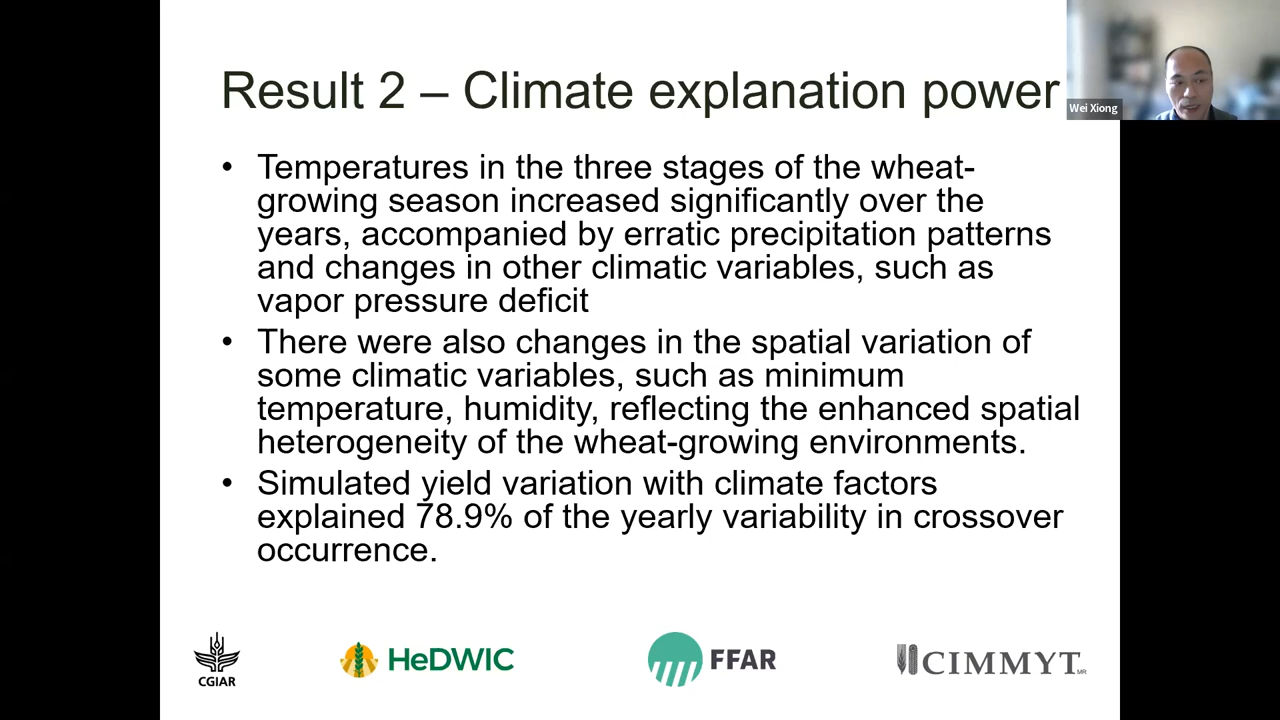 Result 2 – Climate explanation power
Wei Xiong
• Temperatures in the three stages of the wheat-
growing season increased significantly over the
years, accompanied by erratic precipitation patterns
and changes in other climatic variables, such as
vapor pressure deficit
• There were also changes in the spatial variation of
some climatic variables, such as minimum
temperature, humidity, reflecting the enhanced spatial
heterogeneity of the wheat-growing environments.
• Simulated yield variation with climate factors
explained 78.9% of the yearly variability in crossover
occurrence.
CGIAR
HeDWIC
FFAR
CIMMYT MR